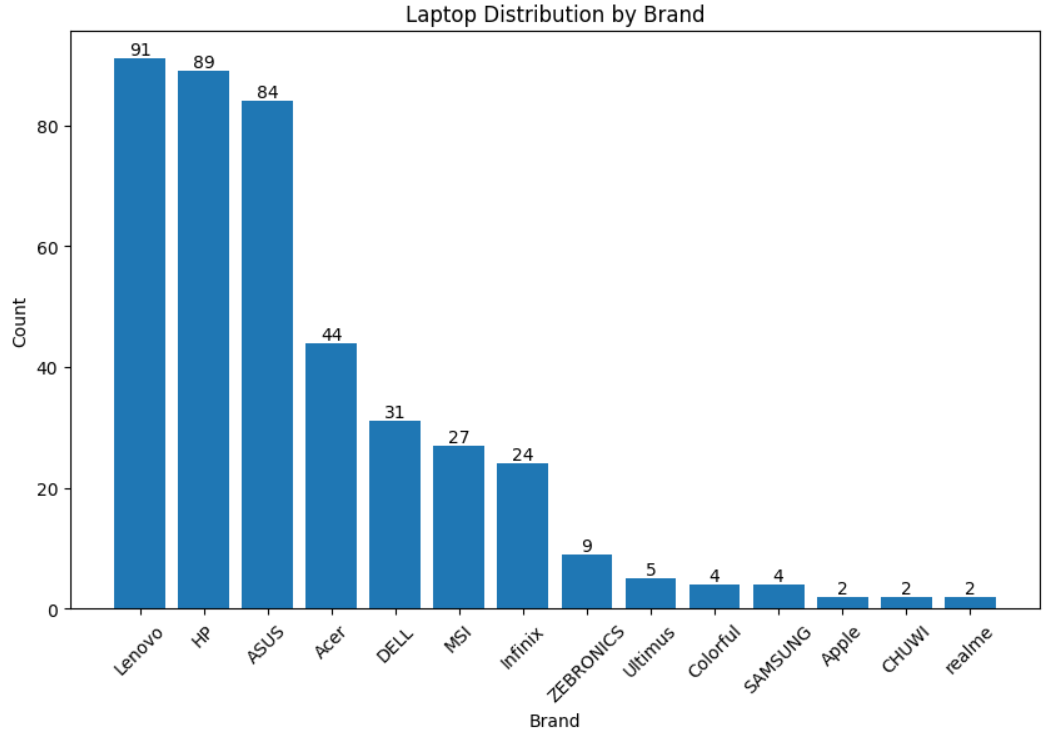 Laptop Distribution by Brand
91
89
84
44
31
27
24
9
5
4
4
2
2
2
80
60
40
20
0
Count
Lenovo
HP
ASUS
Acer
DELL
MSI
Infinix
ZEBRONICS
Ultimus
Colorful
SAMSUNG
Apple
CHUWI
realme
Brand